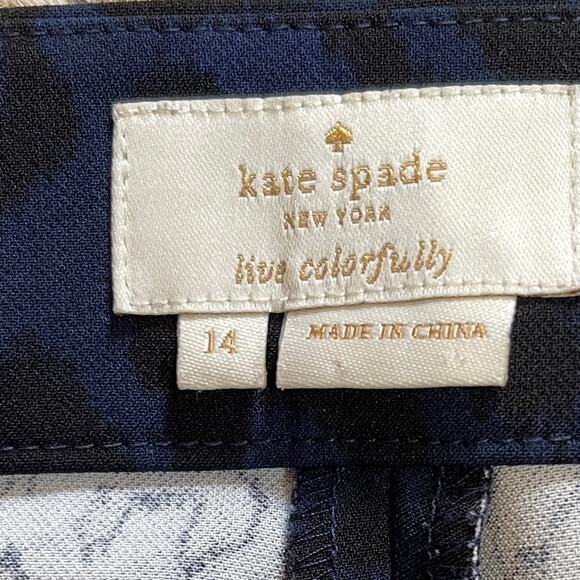 kate spade
NEW YORK
live colorfully
14
MADE IN CHINA